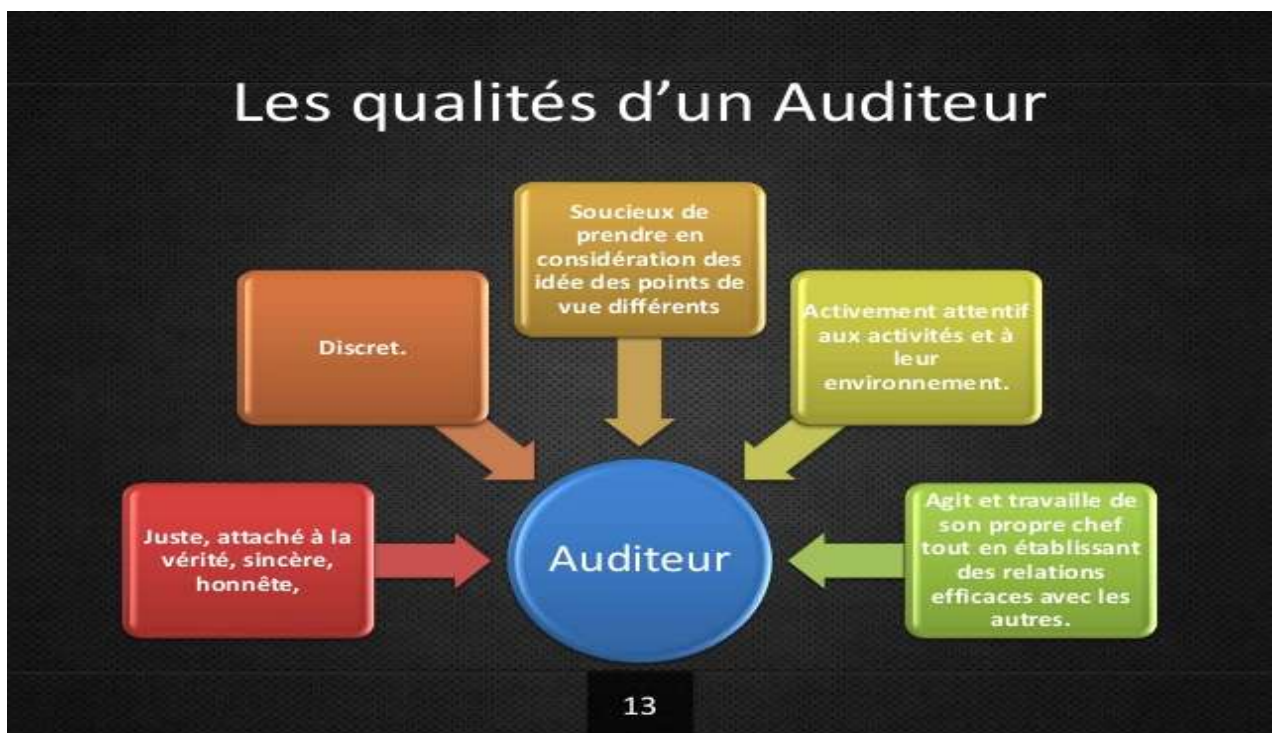 Les qualités d’un Auditeur
Soucieux de
prendre en
considération des
idée des points de
vue différents
Discret.
Activement attentif
aux activités et à
leur
environnement.
Juste, attaché à la
vérité, sincère,
honnête,
Auditeur
Agit et travaille de
son propre chef
tout en établissant
des relations
efficaces avec les
autres.
13